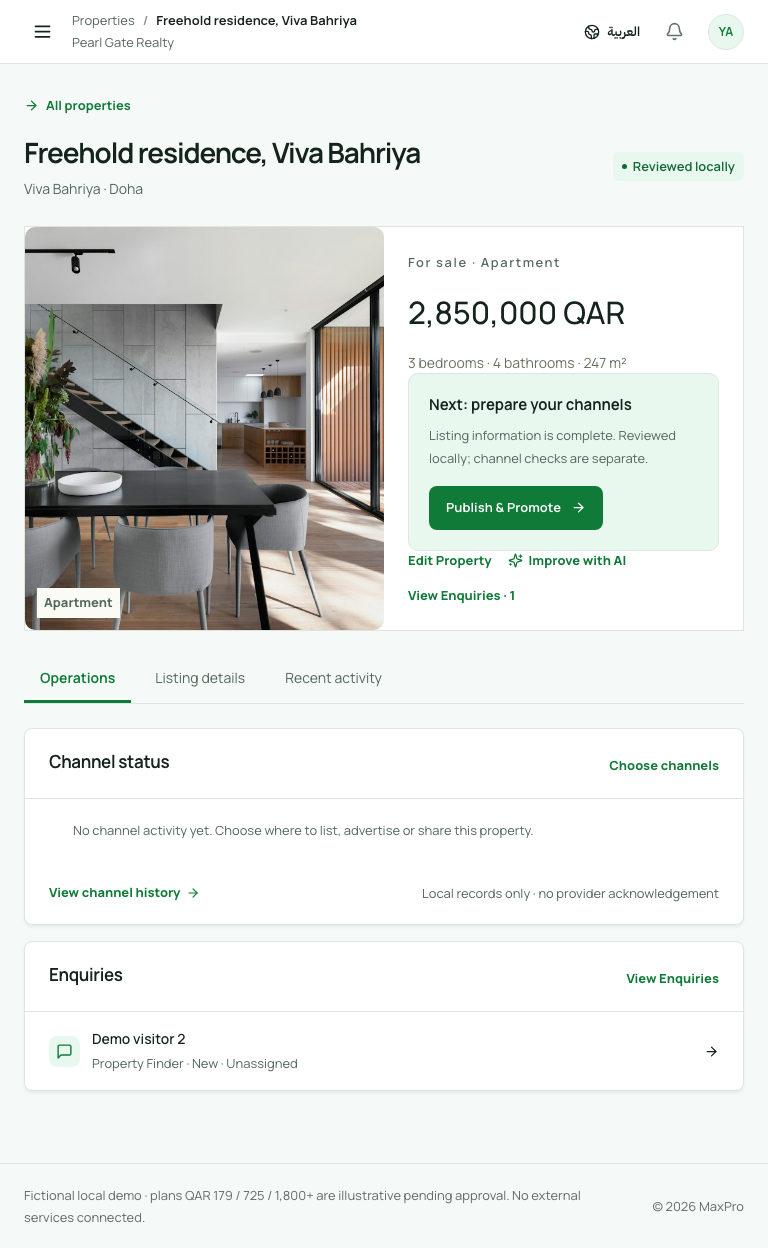 Properties / Freehold residence, Viva Bahriya
Pearl Gate Realty
العربية
YA
All properties
Freehold residence, Viva Bahriya
Reviewed locally
Viva Bahriya · Doha
For sale · Apartment
2,850,000 QAR
3 bedrooms · 4 bathrooms · 247 m²
Next: prepare your channels
Listing information is complete. Reviewed
locally; channel checks are separate.
Publish & Promote
Apartment
Edit Property
Improve with AI
View Enquiries · 1
Operations
Listing details
Recent activity
Channel status
Choose channels
No channel activity yet. Choose where to list, advertise or share this property.
View channel history
Local records only · no provider acknowledgement
Enquiries
View Enquiries
Demo visitor 2
Property Finder · New · Unassigned
Fictional local demo · plans QAR 179 / 725 / 1,800+ are illustrative pending approval. No external
services connected.
© 2026 MaxPro